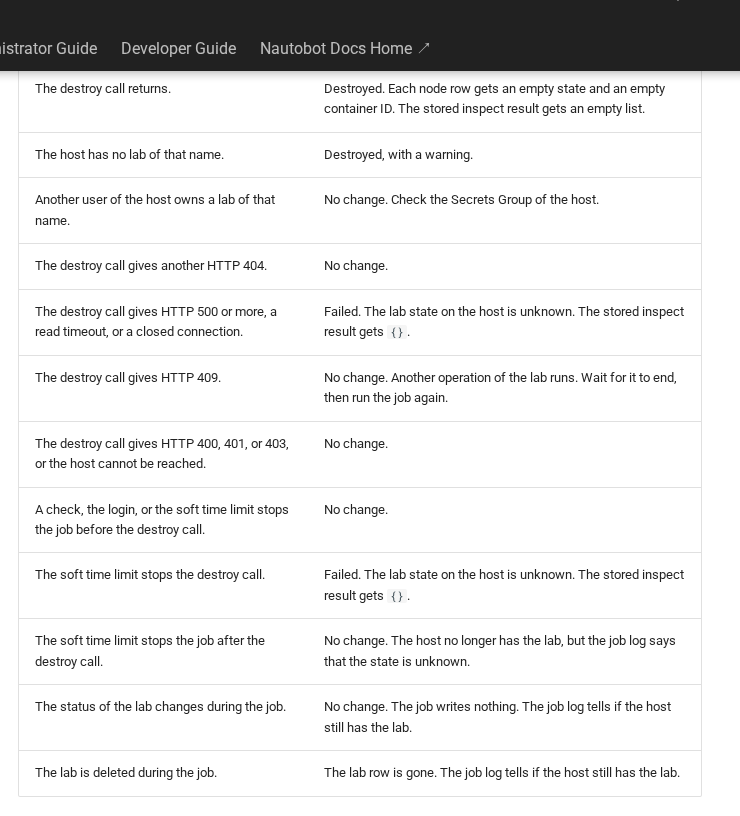 istrator Guide Developer Guide Nautobot Docs Home ↗
The destroy call returns.
Destroyed. Each node row gets an empty state and an empty
container ID. The stored inspect result gets an empty list.
The host has no lab of that name.
Destroyed, with a warning.
Another user of the host owns a lab of that
name.
No change. Check the Secrets Group of the host.
The destroy call gives another HTTP 404.
No change.
The destroy call gives HTTP 500 or more, a
read timeout, or a closed connection.
Failed. The lab state on the host is unknown. The stored inspect
result gets {}.
The destroy call gives HTTP 409.
No change. Another operation of the lab runs. Wait for it to end,
then run the job again.
The destroy call gives HTTP 400, 401, or 403,
or the host cannot be reached.
No change.
A check, the login, or the soft time limit stops
the job before the destroy call.
No change.
The soft time limit stops the destroy call.
Failed. The lab state on the host is unknown. The stored inspect
result gets {}.
The soft time limit stops the job after the
destroy call.
No change. The host no longer has the lab, but the job log says
that the state is unknown.
The status of the lab changes during the job.
No change. The job writes nothing. The job log tells if the host
still has the lab.
The lab is deleted during the job.
The lab row is gone. The job log tells if the host still has the lab.